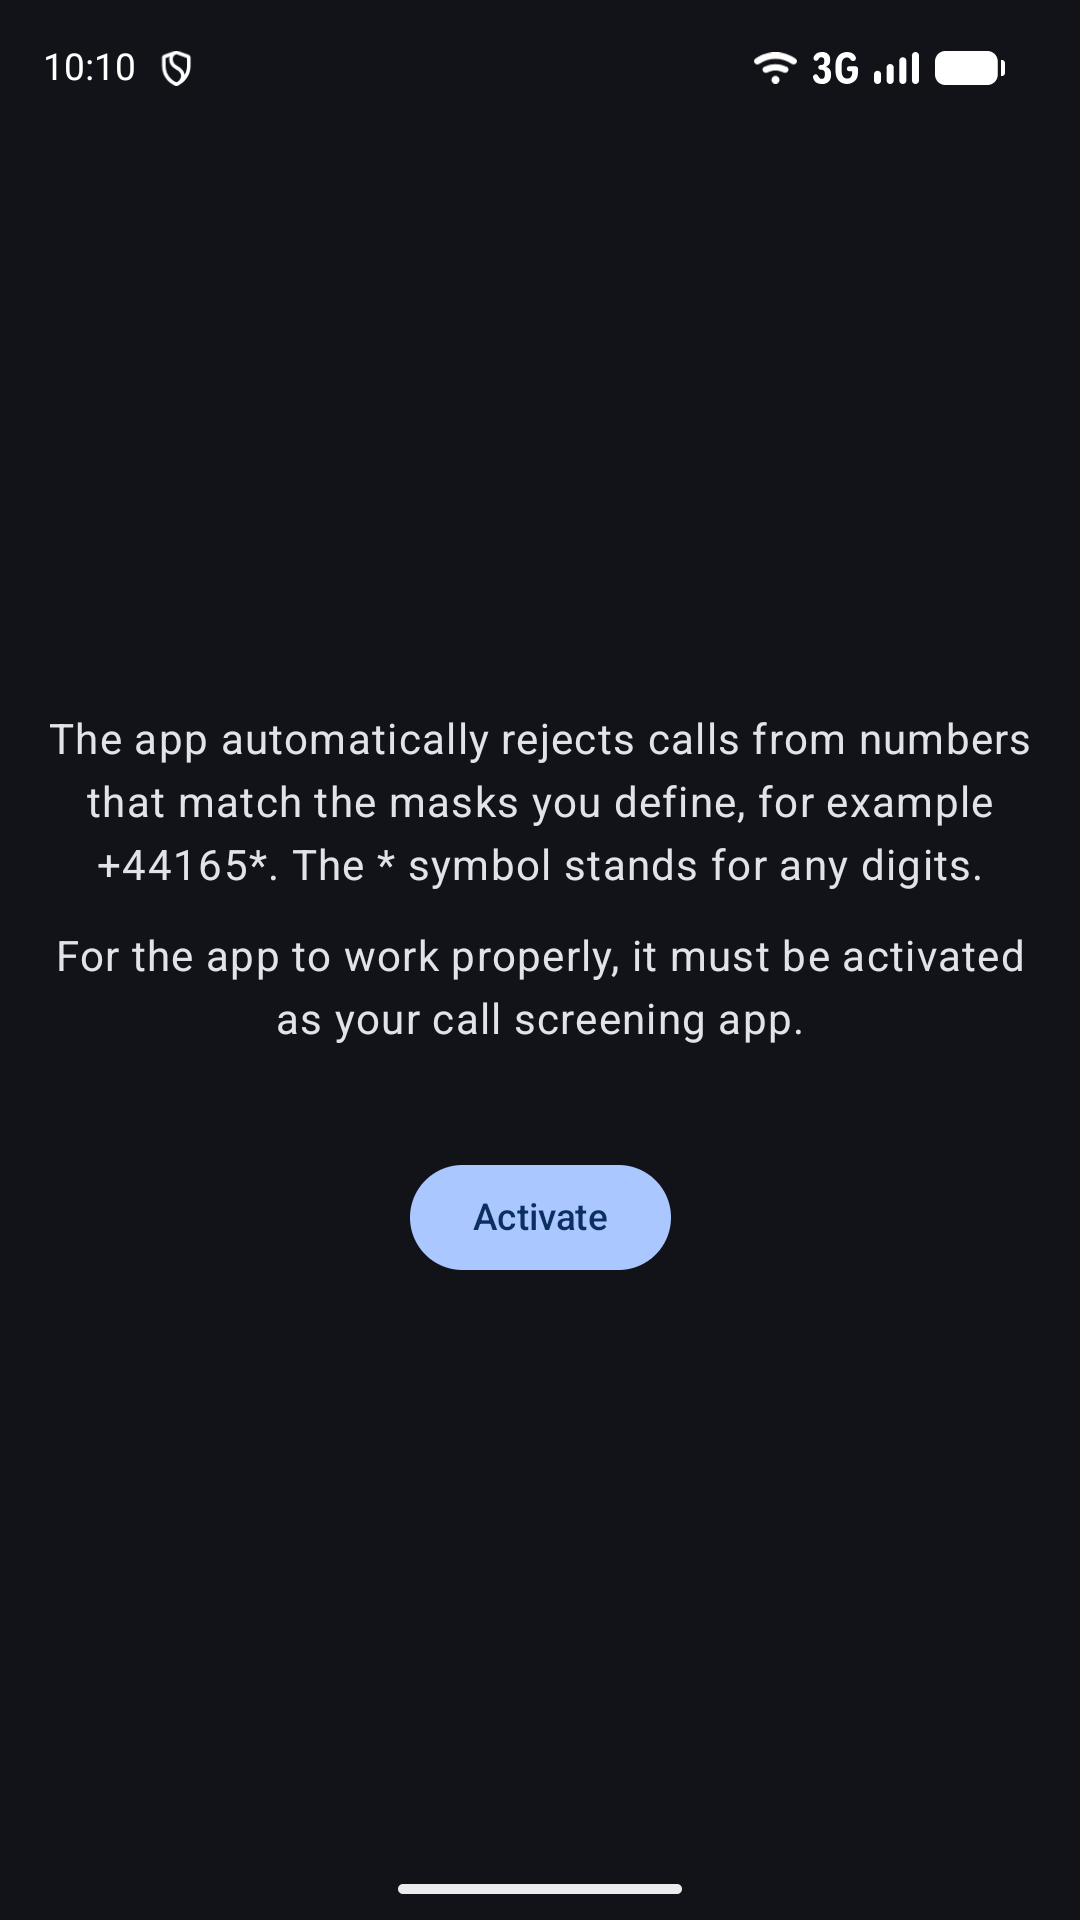 10:10
3G
The app automatically rejects calls from numbers
that match the masks you define, for example
+44165*. The * symbol stands for any digits.
For the app to work properly, it must be activated
as your call screening app.
Activate